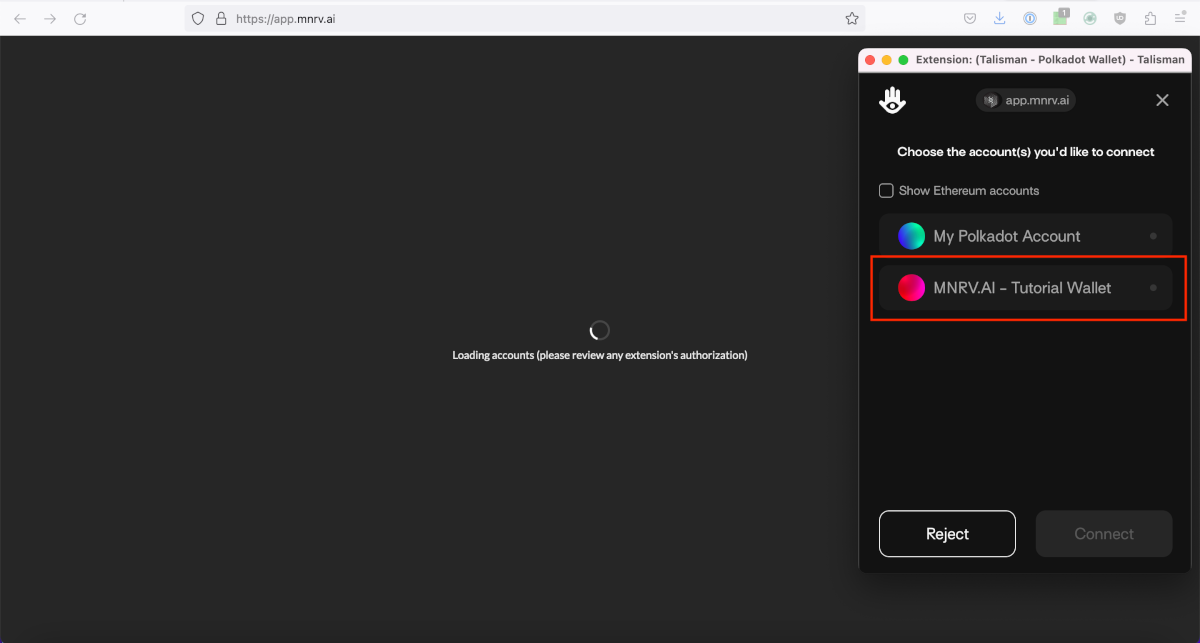 https://app.mnrv.ai
1
Extension: (Talisman - Polkadot Wallet) - Talisman
app.mnrv.ai
Choose the account(s) you'd like to connect
Show Ethereum accounts
My Polkadot Account
MNRV.AI - Tutorial Wallet
Loading accounts (please review any extension's authorization)
Reject
Connect